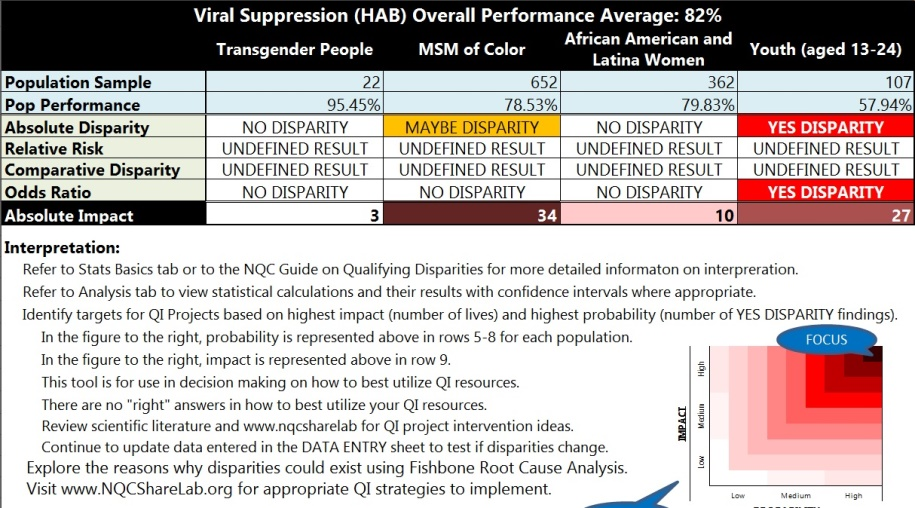 Viral Suppression (HAB) Overall Performance Average: 82%
Transgender People MSM of Color African American and Latina Women Youth (aged 13-24)
Population Sample 22 652 362 107
Pop Performance 95.45% 78.53% 79.83% 57.94%
Absolute Disparity NO DISPARITY MAYBE DISPARITY NO DISPARITY YES DISPARITY
Relative Risk UNDEFINED RESULT UNDEFINED RESULT UNDEFINED RESULT UNDEFINED RESULT
Comparative Disparity UNDEFINED RESULT UNDEFINED RESULT UNDEFINED RESULT UNDEFINED RESULT
Odds Ratio NO DISPARITY NO DISPARITY NO DISPARITY YES DISPARITY
Absolute Impact 3 34 10 27
Interpretation:
Refer to Stats Basics tab or to the NQC Guide on Qualifying Disparities for more detailed informaton on interpreration.
Refer to Analysis tab to view statistical calculations and their results with confidence intervals where appropriate.
Identify targets for QI Projects based on highest impact (number of lives) and highest probability (number of YES DISPARITY findings).
In the figure to the right, probability is represented above in rows 5-8 for each population.
In the figure to the right, impact is represented above in row 9.
This tool is for use in decision making on how to best utilize QI resources.
There are no "right" answers in how to best utilize your QI resources.
Review scientific literature and www.nqcsharelab for QI project intervention ideas.
Continue to update data entered in the DATA ENTRY sheet to test if disparities change.
Explore the reasons why disparities could exist using Fishbone Root Cause Analysis.
Visit www.NQCShareLab.org for appropriate QI strategies to implement.
FOCUS
IMPACT
High
Medium
Low
Low Medium High